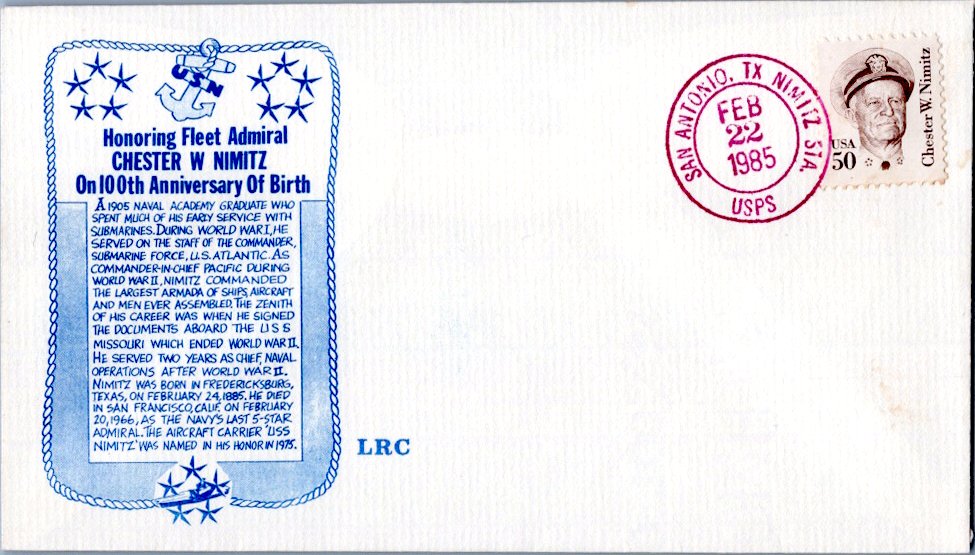 USN
Honoring Fleet Admiral
CHESTER W NIMITZ
On 100th Anniversary Of Birth
A 1905 NAVAL ACADEMY GRADUATE WHO
SPENT MUCH OF HIS EARLY SERVICE WITH
SUBMARINES. DURING WORLD WAR I, HE
SERVED ON THE STAFF OF THE COMMANDER,
SUBMARINE FORCE, U.S. ATLANTIC. AS
COMMANDER-IN-CHIEF PACIFIC DURING
WORLD WAR II, NIMITZ COMMANDED
THE LARGEST ARMADA OF SHIPS, AIRCRAFT
AND MEN EVER ASSEMBLED. THE ZENITH
OF HIS CAREER WAS WHEN HE SIGNED
THE DOCUMENTS ABOARD THE USS
MISSOURI WHICH ENDED WORLD WAR II.
HE SERVED TWO YEARS AS CHIEF, NAVAL
OPERATIONS AFTER WORLD WAR II.
NIMITZ WAS BORN IN FREDERICKSBURG,
TEXAS, ON FEBRUARY 24, 1885. HE DIED
IN SAN FRANCISCO, CALIF. ON FEBRUARY
20, 1966, AS THE NAVY'S LAST 5-STAR
ADMIRAL. THE AIRCRAFT CARRIER 'USS
NIMITZ' WAS NAMED IN HIS HONOR IN 1975.
LRC
SAN ANTONIO, TX NIMITZ STA.
FEB
22
1985
USPS
USA
50
Chester W. Nimitz